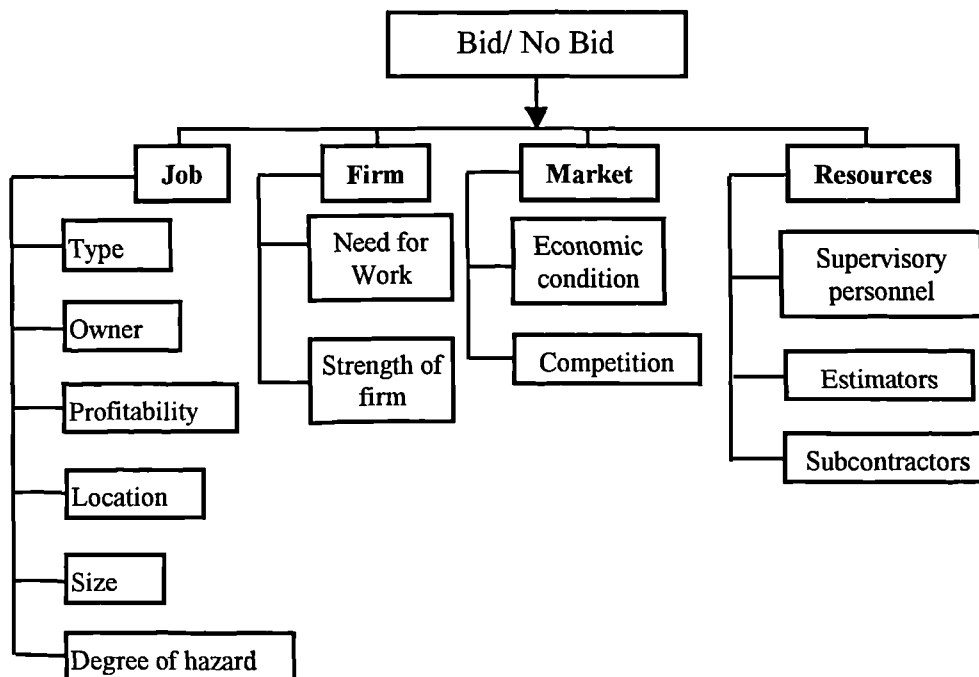 Bid/ No Bid
Job
Firm
Market
Resources
Type
Owner
Profitability
Location
Size
Degree of hazard
Need for
Work
Strength of
firm
Economic
condition
Competition
Supervisory
personnel
Estimators
Subcontractors